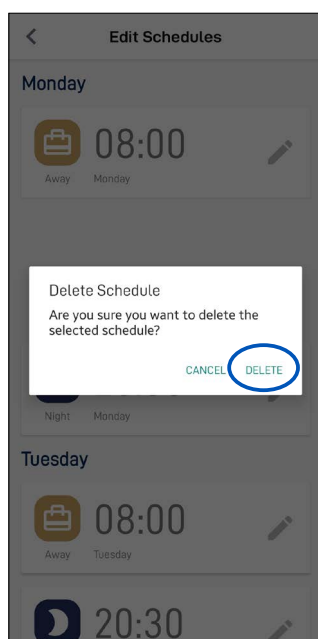 Edit Schedules
Monday
08:00
Away Monday
Delete Schedule
Are you sure you want to delete the
selected schedule?
CANCEL DELETE
Night Monday
Tuesday
08:00
Away Tuesday
20:30